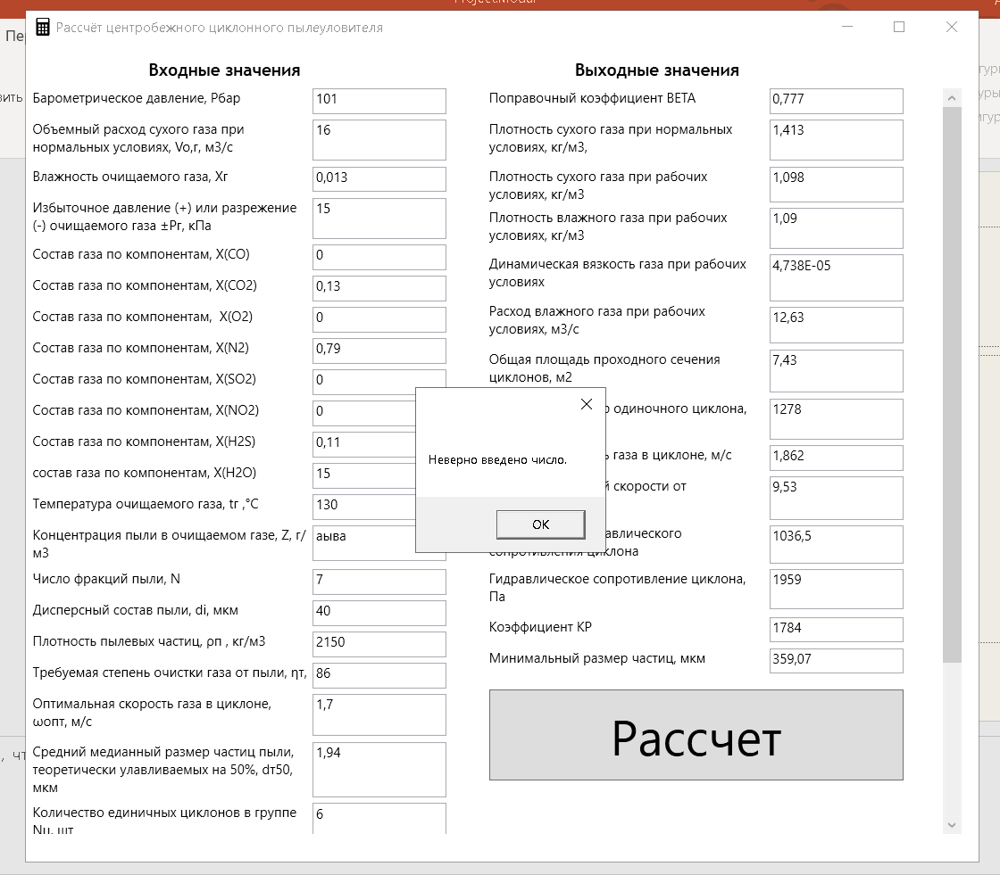 Рассчёт центробежного циклонного пылеуловителя
Входные значения
Барометрическое давление, Рбар
101
Объемный расход сухого газа при
нормальных условиях, Vо,г, м3/с
16
Влажность очищаемого газа, Xг
0,013
Избыточное давление (+) или разрежение
(-) очищаемого газа ±Рг, кПа
15
Состав газа по компонентам, X(CO)
0
Состав газа по компонентам, X(CO2)
0,13
Состав газа по компонентам,  X(O2)
0
Состав газа по компонентам, X(N2)
0,79
Состав газа по компонентам, X(SO2)
0
Состав газа по компонентам, X(NO2)
0
Состав газа по компонентам, X(H2S)
0,11
состав газа по компонентам, X(H2O)
15
Температура очищаемого газа, tг ,°C
130
Концентрация пыли в очищаемом газе, Z, г/
м3
аыва
Число фракций пыли, N
7
Дисперсный состав пыли, di, мкм
40
Плотность пылевых частиц, ρп , кг/м3
2150
Требуемая степень очистки газа от пыли, ηт,
86
Оптимальная скорость газа в циклоне,
ωопт, м/с
1,7
Средний медианный размер частиц пыли,
теоретически улавливаемых на 50%, dт50,
мкм
1,94
Количество единичных циклонов в группе
Nц, шт
6
Выходные значения
Поправочный коэффициент BETA
0,777
Плотность сухого газа при нормальных
условиях, кг/м3,
1,413
Плотность сухого газа при рабочих
условиях, кг/м3
1,098
Плотность влажного газа при рабочих
условиях, кг/м3
1,09
Динамическая вязкость газа при рабочих
условиях
4,738E-05
Расход влажного газа при рабочих
условиях, м3/с
12,63
Общая площадь проходного сечения
циклонов, м2
7,43
одиночного циклона,
1278
газа в циклоне, м/с
1,862
скорости от
9,53
сопротивления циклона
1036,5
Гидравлическое сопротивление циклона,
Па
1959
Коэффициент КР
1784
Минимальный размер частиц, мкм
359,07
Рассчет
Неверно введено число.
ОК